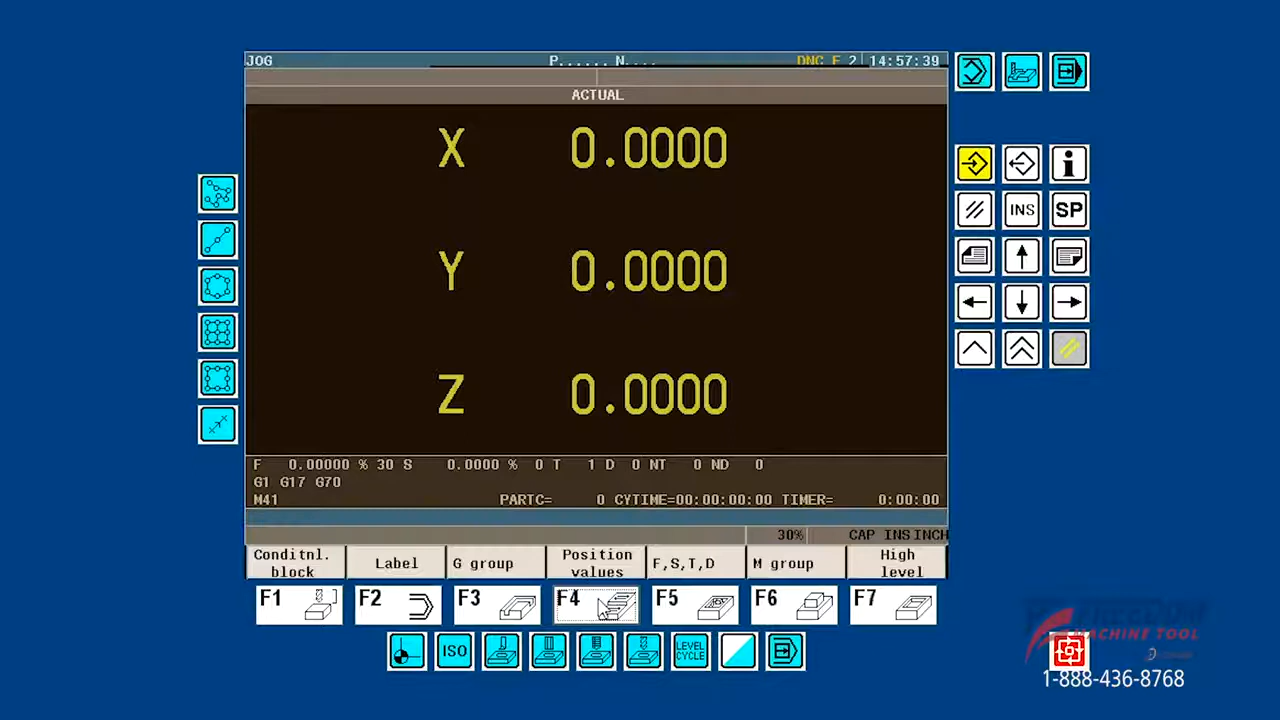 JOG P...... N.... DNC E 2 14:57:39
ACTUAL
X 0.0000
Y 0.0000
Z 0.0000
F 0.00000 % 30 S 0.0000 % 0 T 1 D 0 NT 0 ND 0
G1 G17 G70
M41 PARTC= 0 CYTIME=00:00:00:00 TIMER= 0:00:00
30% CAP INS INCH
Conditnl. block
Label
G group
Position values
F,S,T,D
M group
High level
F1 F2 F3 F4 F5 F6 F7
ISO
LEVEL CYCLE
i
INS SP
FREEDOM
MACHINE TOOL
1-888-436-8768